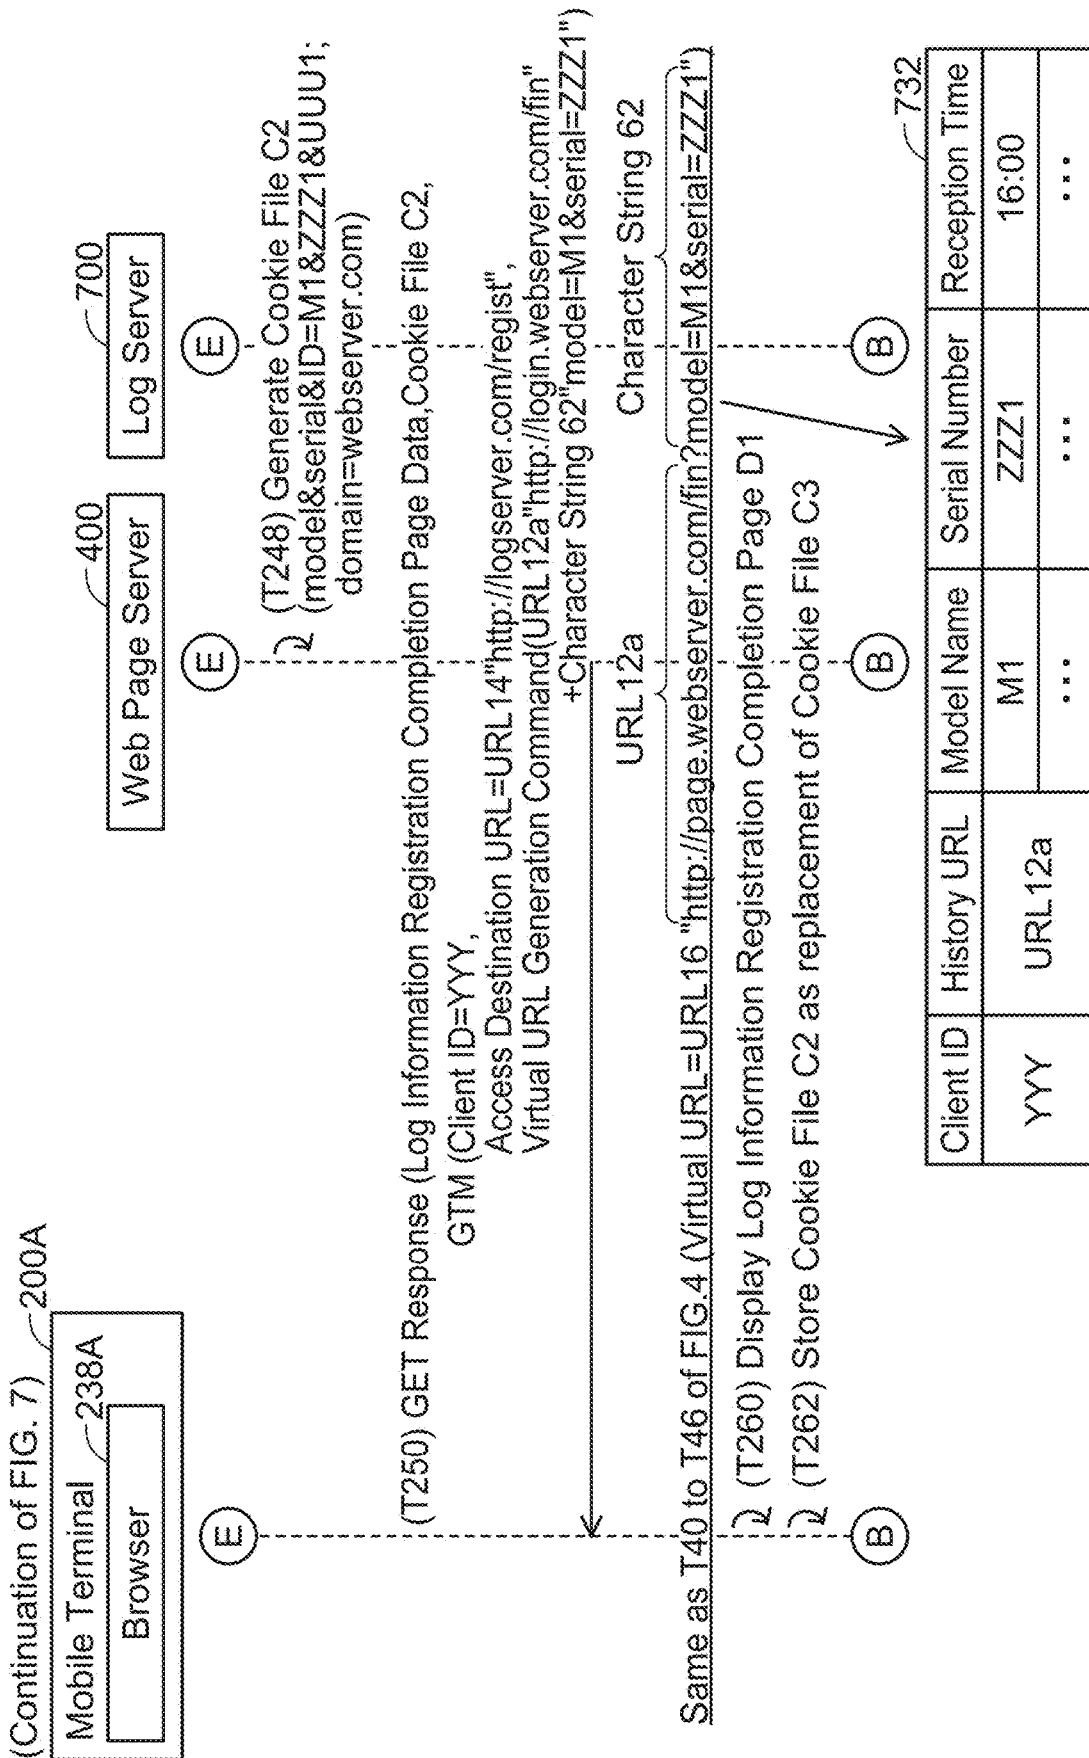 (Continuation of FIG. 7)
200A
Mobile Terminal
238A
Browser
400
Web Page Server
700
Log Server
E
E
E
(T248) Generate Cookie File C2
(model&serial&ID=M1&ZZZ1&UUU1;
domain=webserver.com)
(T250) GET Response (Log Information Registration Completion Page Data,Cookie File C2,
GTM (Client ID=YYY,
Access Destination URL=URL14"http://logserver.com/regist",
Virtual URL Generation Command(URL12a"http://login.webserver.com/fin"
+Character String 62"model=M1&serial=ZZZ1")
URL12a
Character String 62
Same as T40 to T46 of FIG.4 (Virtual URL=URL16 "http://page.webserver.com/fin?model=M1&serial=ZZZ1")
(T260) Display Log Information Registration Completion Page D1
(T262) Store Cookie File C2 as replacement of Cookie File C3
B
B
B
732
Client ID History URL Model Name Serial Number Reception Time
YYY URL12a M1 ZZZ1 16:00
... ... ...